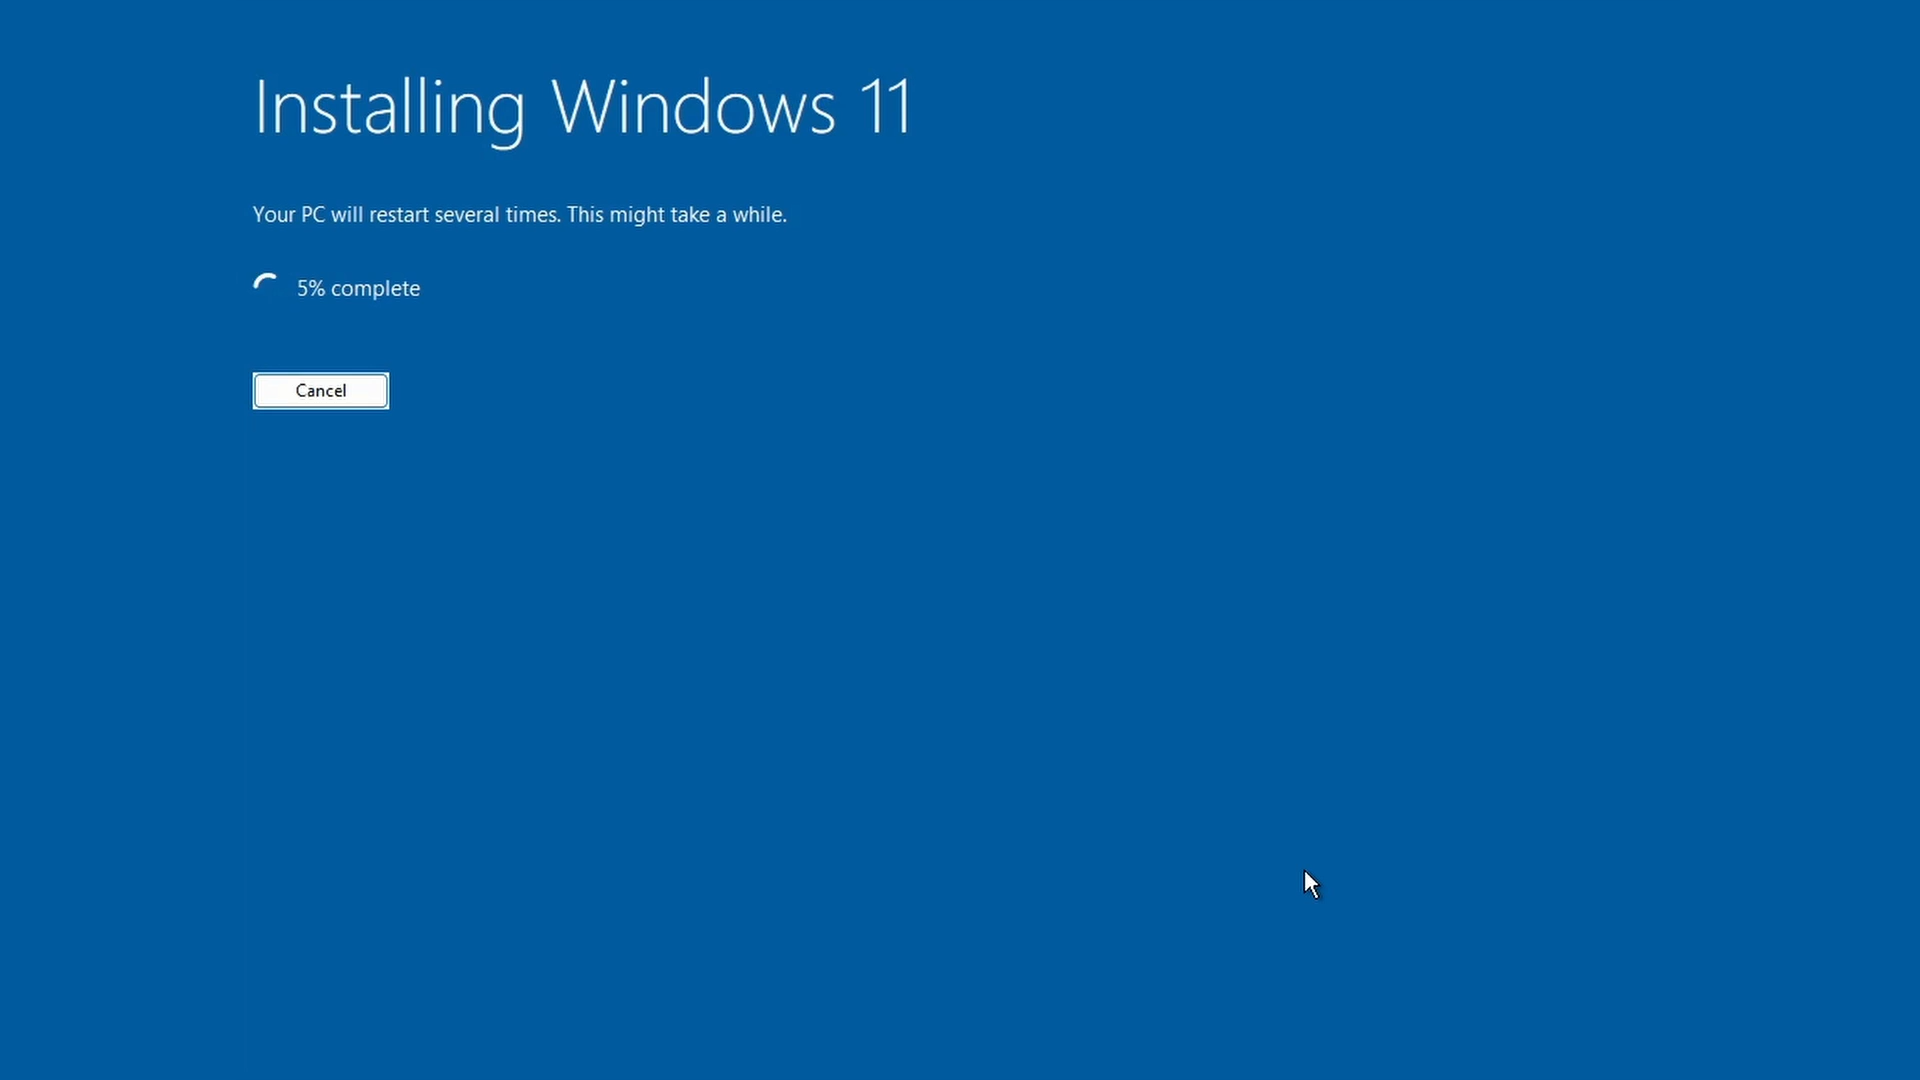 Installing Windows 11
Your PC will restart several times. This might take a while.
5% complete
Cancel